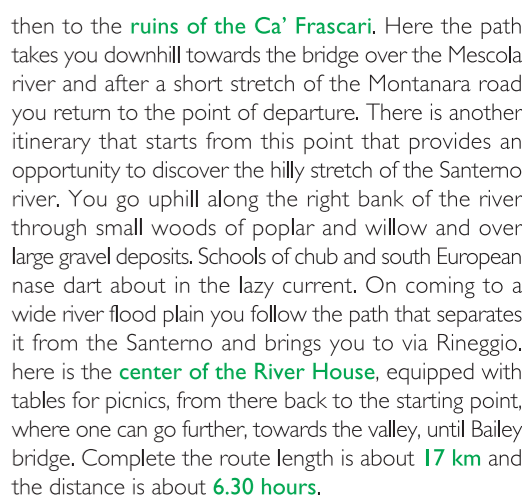 then to the ruins of the Ca’ Frascari. Here the path
takes you downhill towards the bridge over the Mescola
river and after a short stretch of the Montanara road
you return to the point of departure. There is another
itinerary that starts from this point that provides an
opportunity to discover the hilly stretch of the Santerno
river. You go uphill along the right bank of the river
through small woods of poplar and willow and over
large gravel deposits. Schools of chub and south European
nase dart about in the lazy current. On coming to a
wide river flood plain you follow the path that separates
it from the Santerno and brings you to via Rineggio.
here is the center of the River House, equipped with
tables for picnics, from there back to the starting point,
where one can go further, towards the valley, until Bailey
bridge. Complete the route length is about 17 km and
the distance is about 6.30 hours.